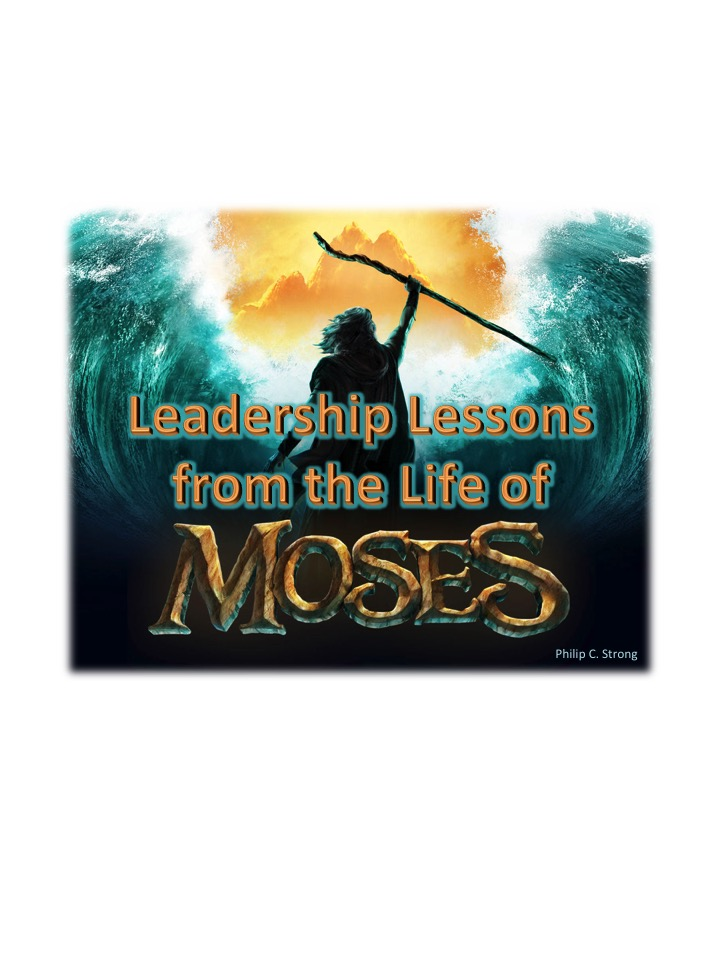 Leadership Lessons
from the Life of
MOSES
Philip C. Strong